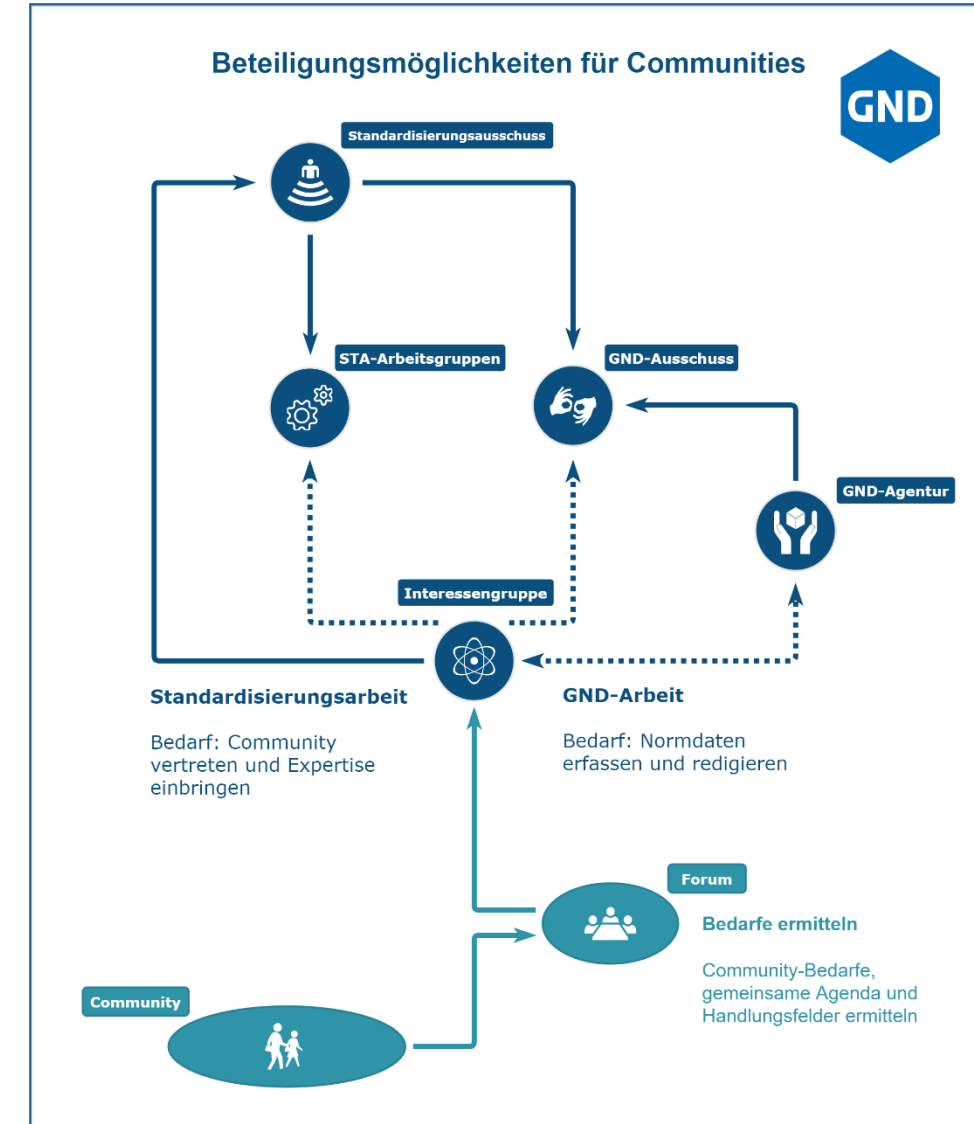 Beteiligungsmöglichkeiten für Communities
GND
Standardisierungsausschuss
STA-Arbeitsgruppen
GND-Ausschuss
GND-Agentur
Interessengruppe
Standardisierungsarbeit
Bedarf: Community
vertreten und Expertise
einbringen
GND-Arbeit
Bedarf: Normdaten
erfassen und redigieren
Forum
Bedarfe ermitteln
Community-Bedarfe,
gemeinsame Agenda und
Handlungsfelder ermitteln
Community